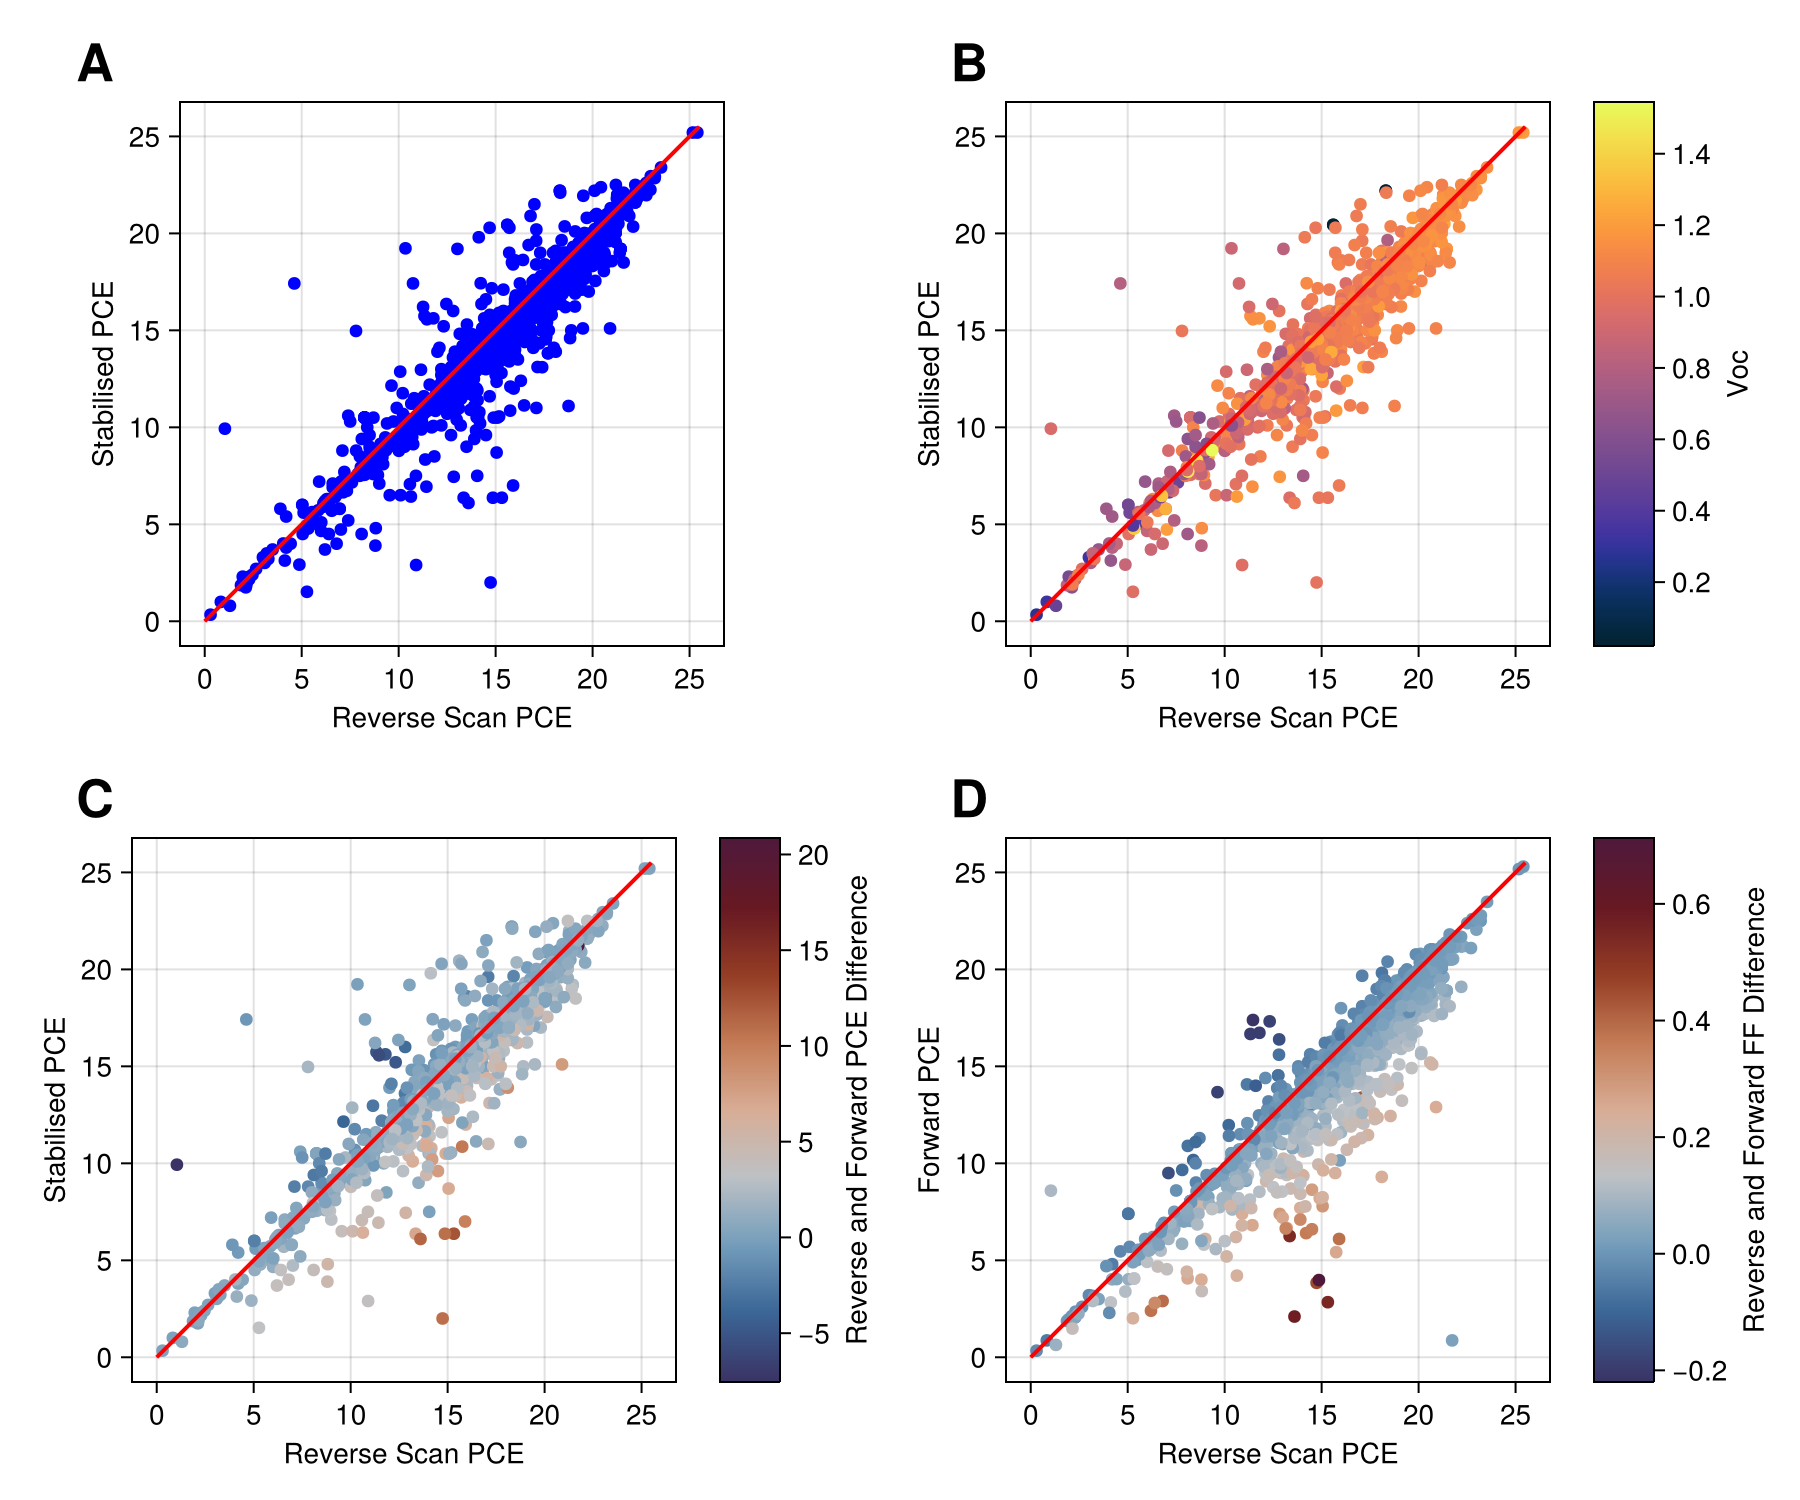 A
B
25
20
15
10
5
0
Stabilised PCE
0 5 10 15 20 25
Reverse Scan PCE
25
20
15
10
5
0
Stabilised PCE
0 5 10 15 20 25
Reverse Scan PCE
1.4
1.2
1.0
0.8
0.6
0.4
0.2
Voc
C
D
25
20
15
10
5
0
Stabilised PCE
0 5 10 15 20 25
Reverse Scan PCE
20
15
10
5
0
−5
Reverse and Forward PCE Difference
25
20
15
10
5
0
Forward PCE
0 5 10 15 20 25
Reverse Scan PCE
0.6
0.4
0.2
0.0
−0.2
Reverse and Forward FF Difference